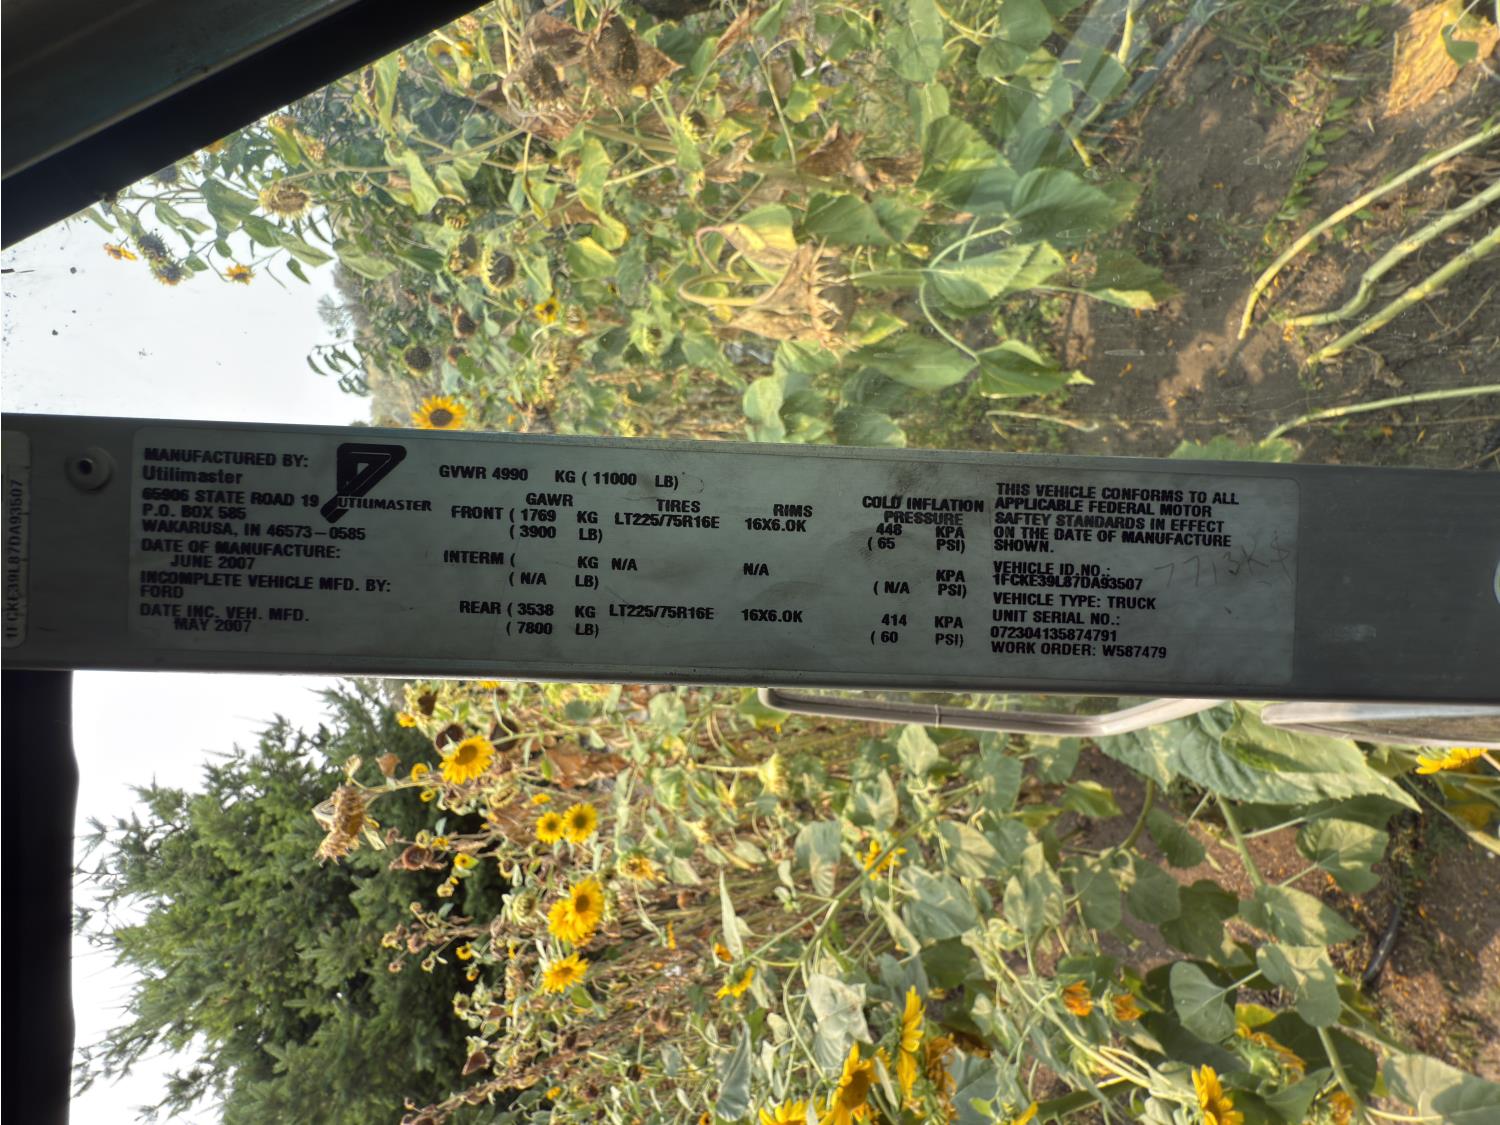 1FCKE39L87DA93507
MANUFACTURED BY:
Utilimaster
65906 STATE ROAD 19
P.O. BOX 585
WAKARUSA, IN 46573-0585
DATE OF MANUFACTURE:
JUNE 2007
INCOMPLETE VEHICLE MFD. BY:
FORD
DATE INC. VEH. MFD.
MAY 2007
UTILIMASTER
GVWR 4990 KG ( 11000 LB)
GAWR TIRES RIMS COLD INFLATION PRESSURE
FRONT ( 1769 KG LT225/75R16E 16X6.0K 448 KPA
( 3900 LB) ( 65 PSI)
INTERM ( KG N/A N/A KPA
( N/A LB) ( N/A PSI)
REAR ( 3538 KG LT225/75R16E 16X6.0K 414 KPA
( 7800 LB) ( 60 PSI)
THIS VEHICLE CONFORMS TO ALL
APPLICABLE FEDERAL MOTOR
SAFTEY STANDARDS IN EFFECT
ON THE DATE OF MANUFACTURE
SHOWN.
VEHICLE ID.NO.:
1FCKE39L87DA93507
VEHICLE TYPE: TRUCK
UNIT SERIAL NO.:
072304135874791
WORK ORDER: W587479